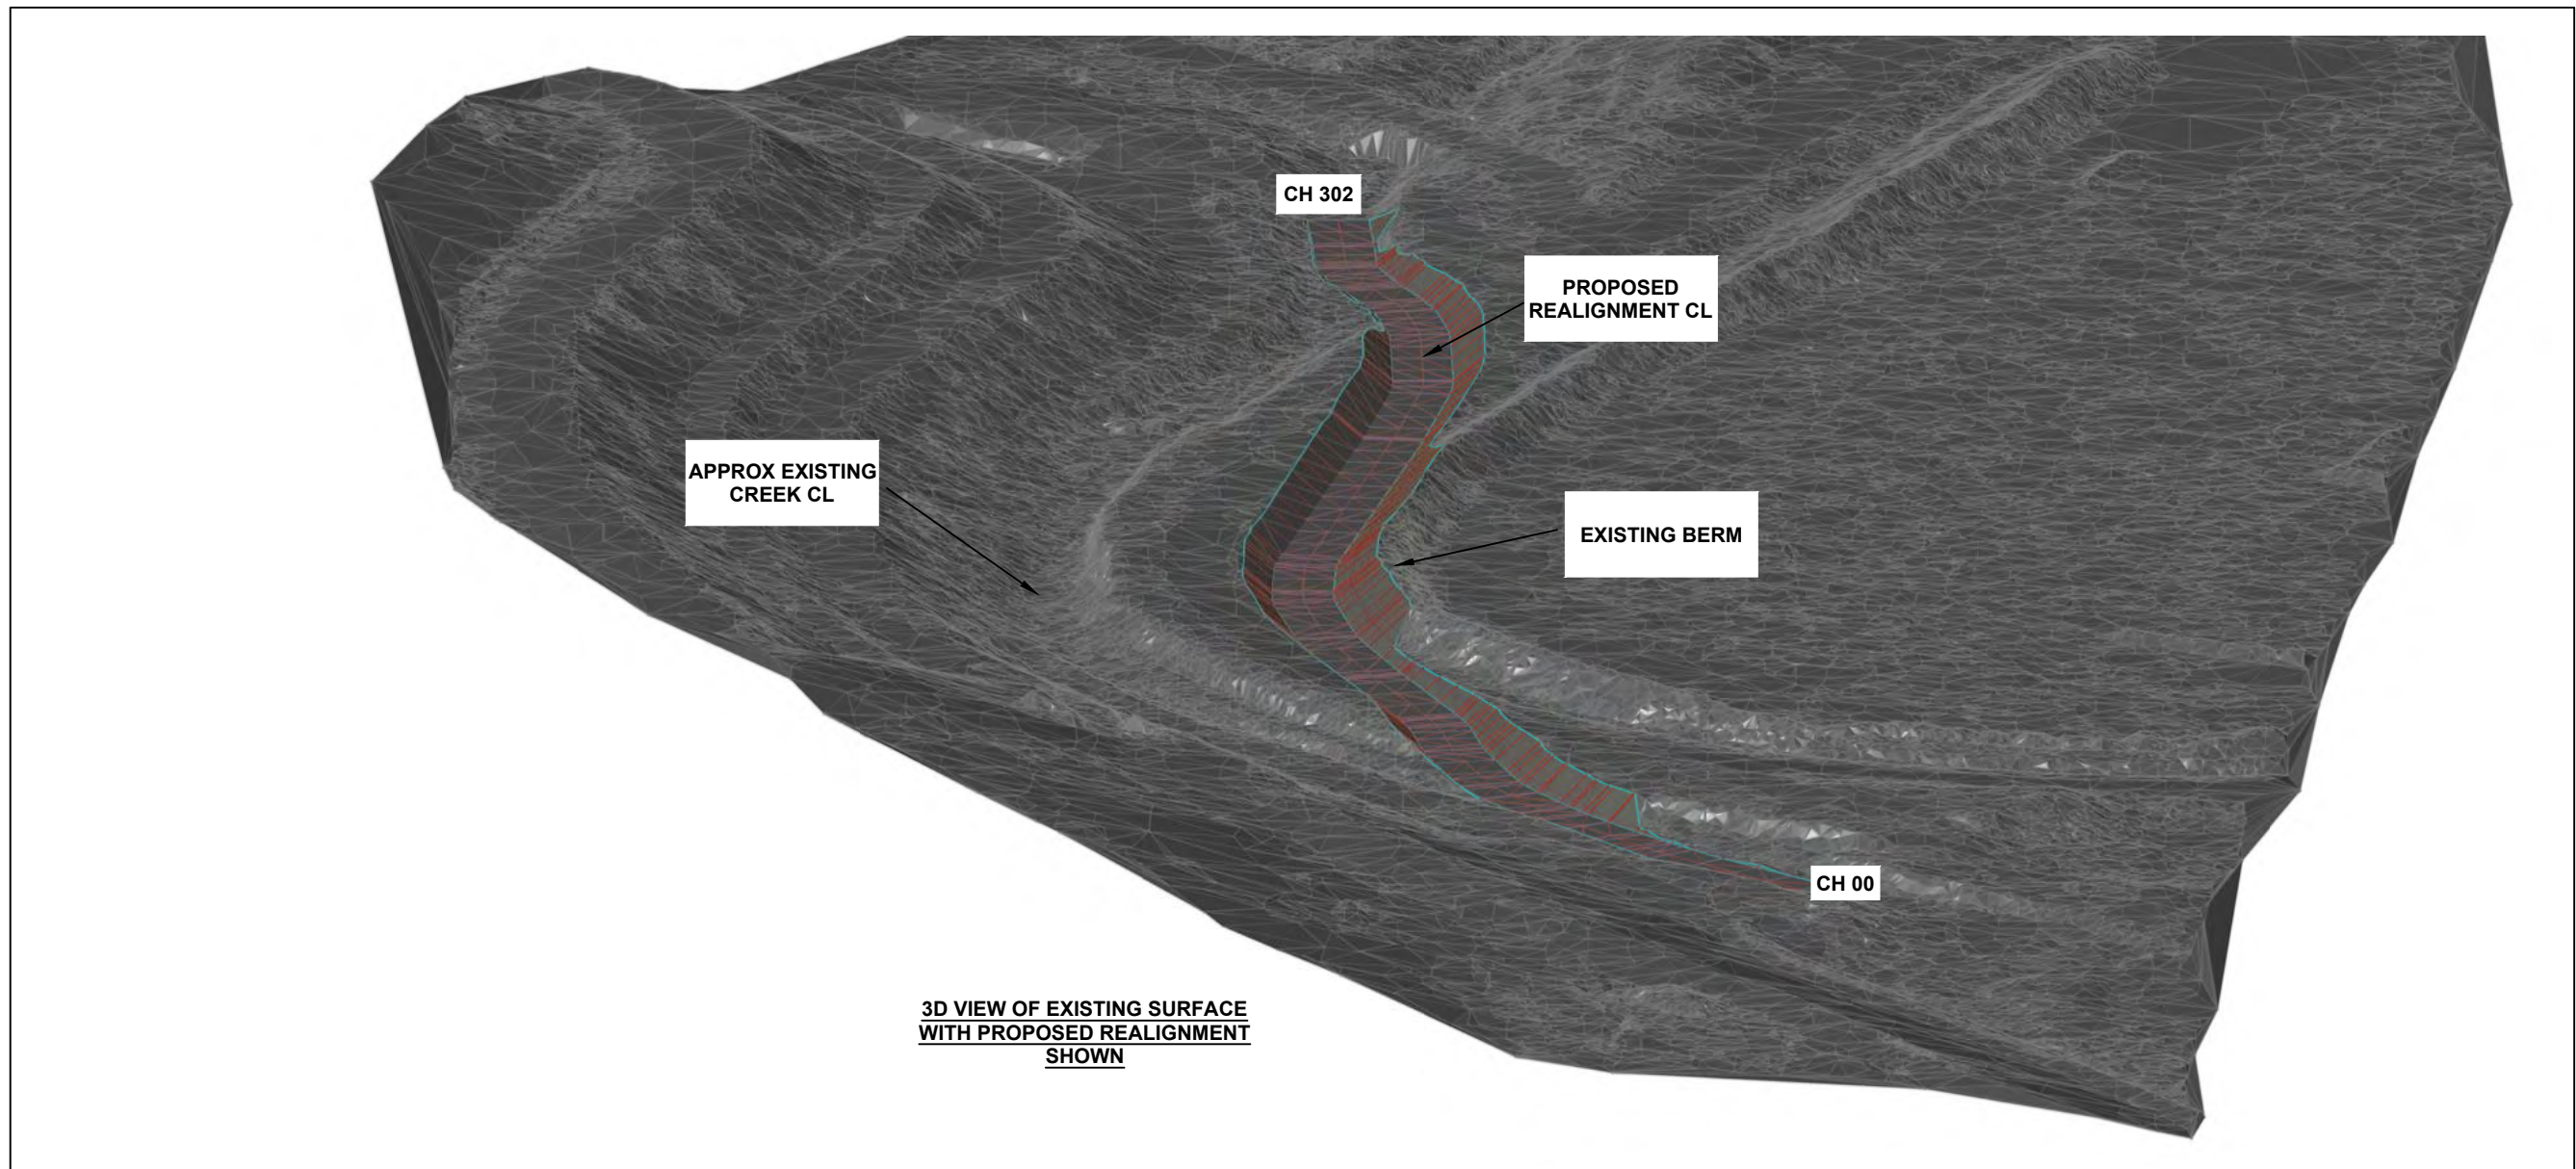 CH 302
PROPOSED
REALIGNMENT CL
APPROX EXISTING
CREEK CL
EXISTING BERM
CH 00
3D VIEW OF EXISTING SURFACE
WITH PROPOSED REALIGNMENT
SHOWN